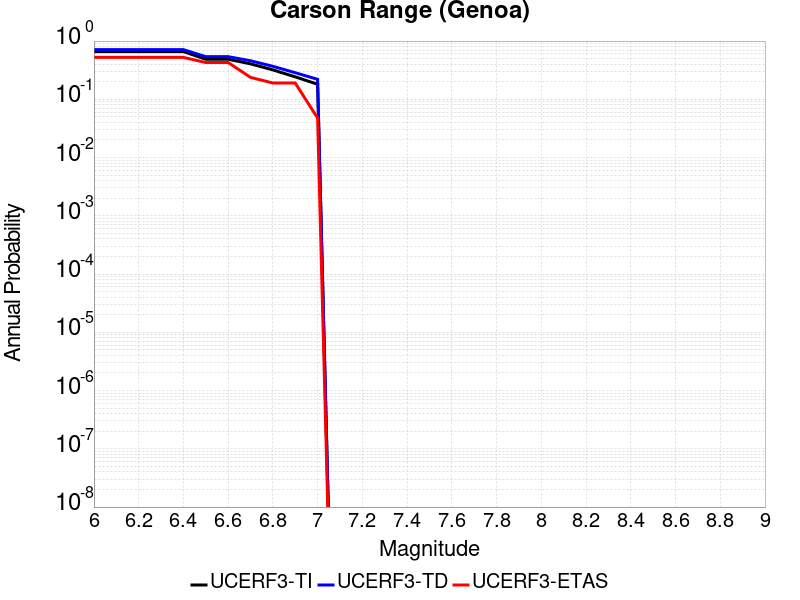 Carson Range (Genoa)
10^0
10^-1
10^-2
10^-3
10^-4
10^-5
10^-6
10^-7
10^-8
Annual Probability
6 6.2 6.4 6.6 6.8 7 7.2 7.4 7.6 7.8 8 8.2 8.4 8.6 8.8 9
Magnitude
UCERF3-TI UCERF3-TD UCERF3-ETAS